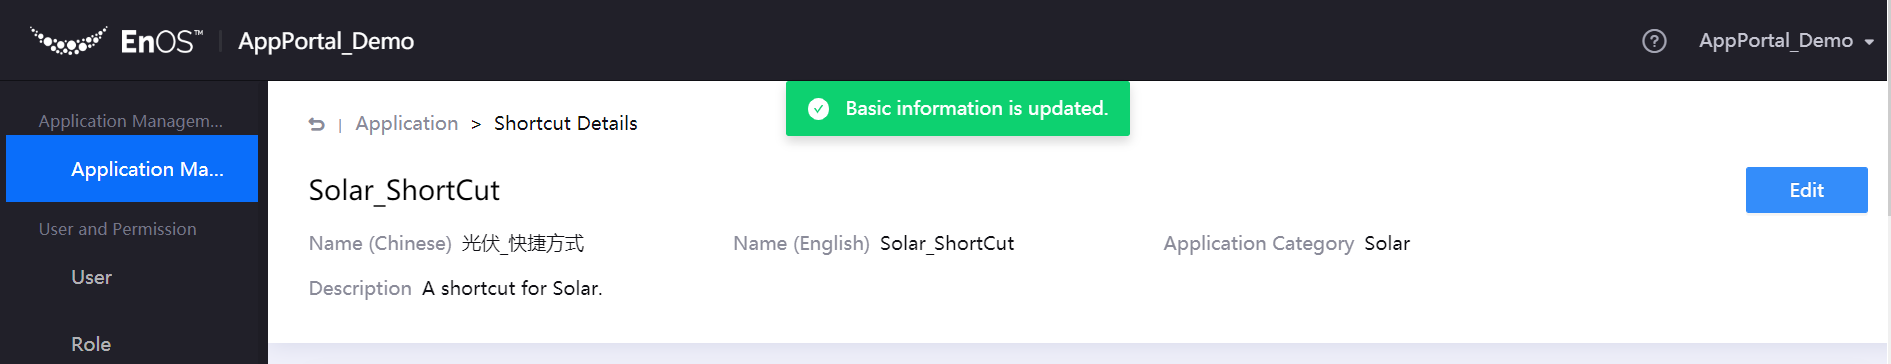 EnOS™ | AppPortal_Demo
? AppPortal_Demo
Basic information is updated.
Application Managem...
Application > Shortcut Details
Application Ma...
Solar_ShortCut
Edit
User and Permission
Name (Chinese) 光伏_快捷方式 Name (English) Solar_ShortCut Application Category Solar
User
Description A shortcut for Solar.
Role